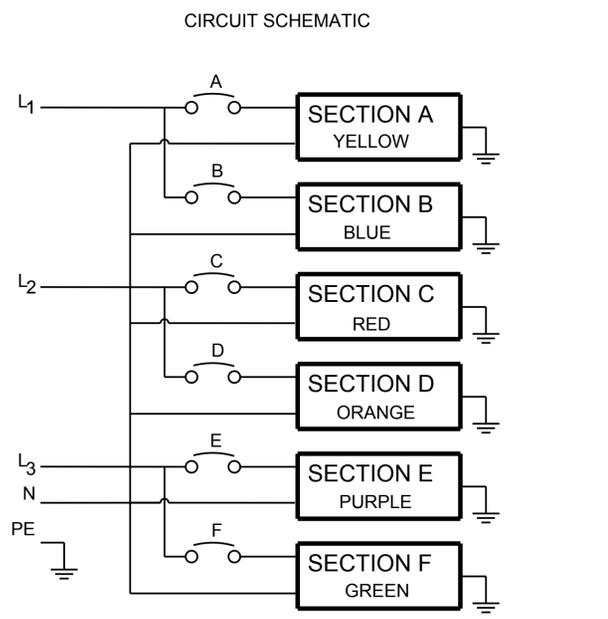 CIRCUIT SCHEMATIC
A
L1
SECTION A
YELLOW
B
SECTION B
BLUE
C
L2
SECTION C
RED
D
SECTION D
ORANGE
E
L3
SECTION E
N
PURPLE
PE
F
SECTION F
GREEN